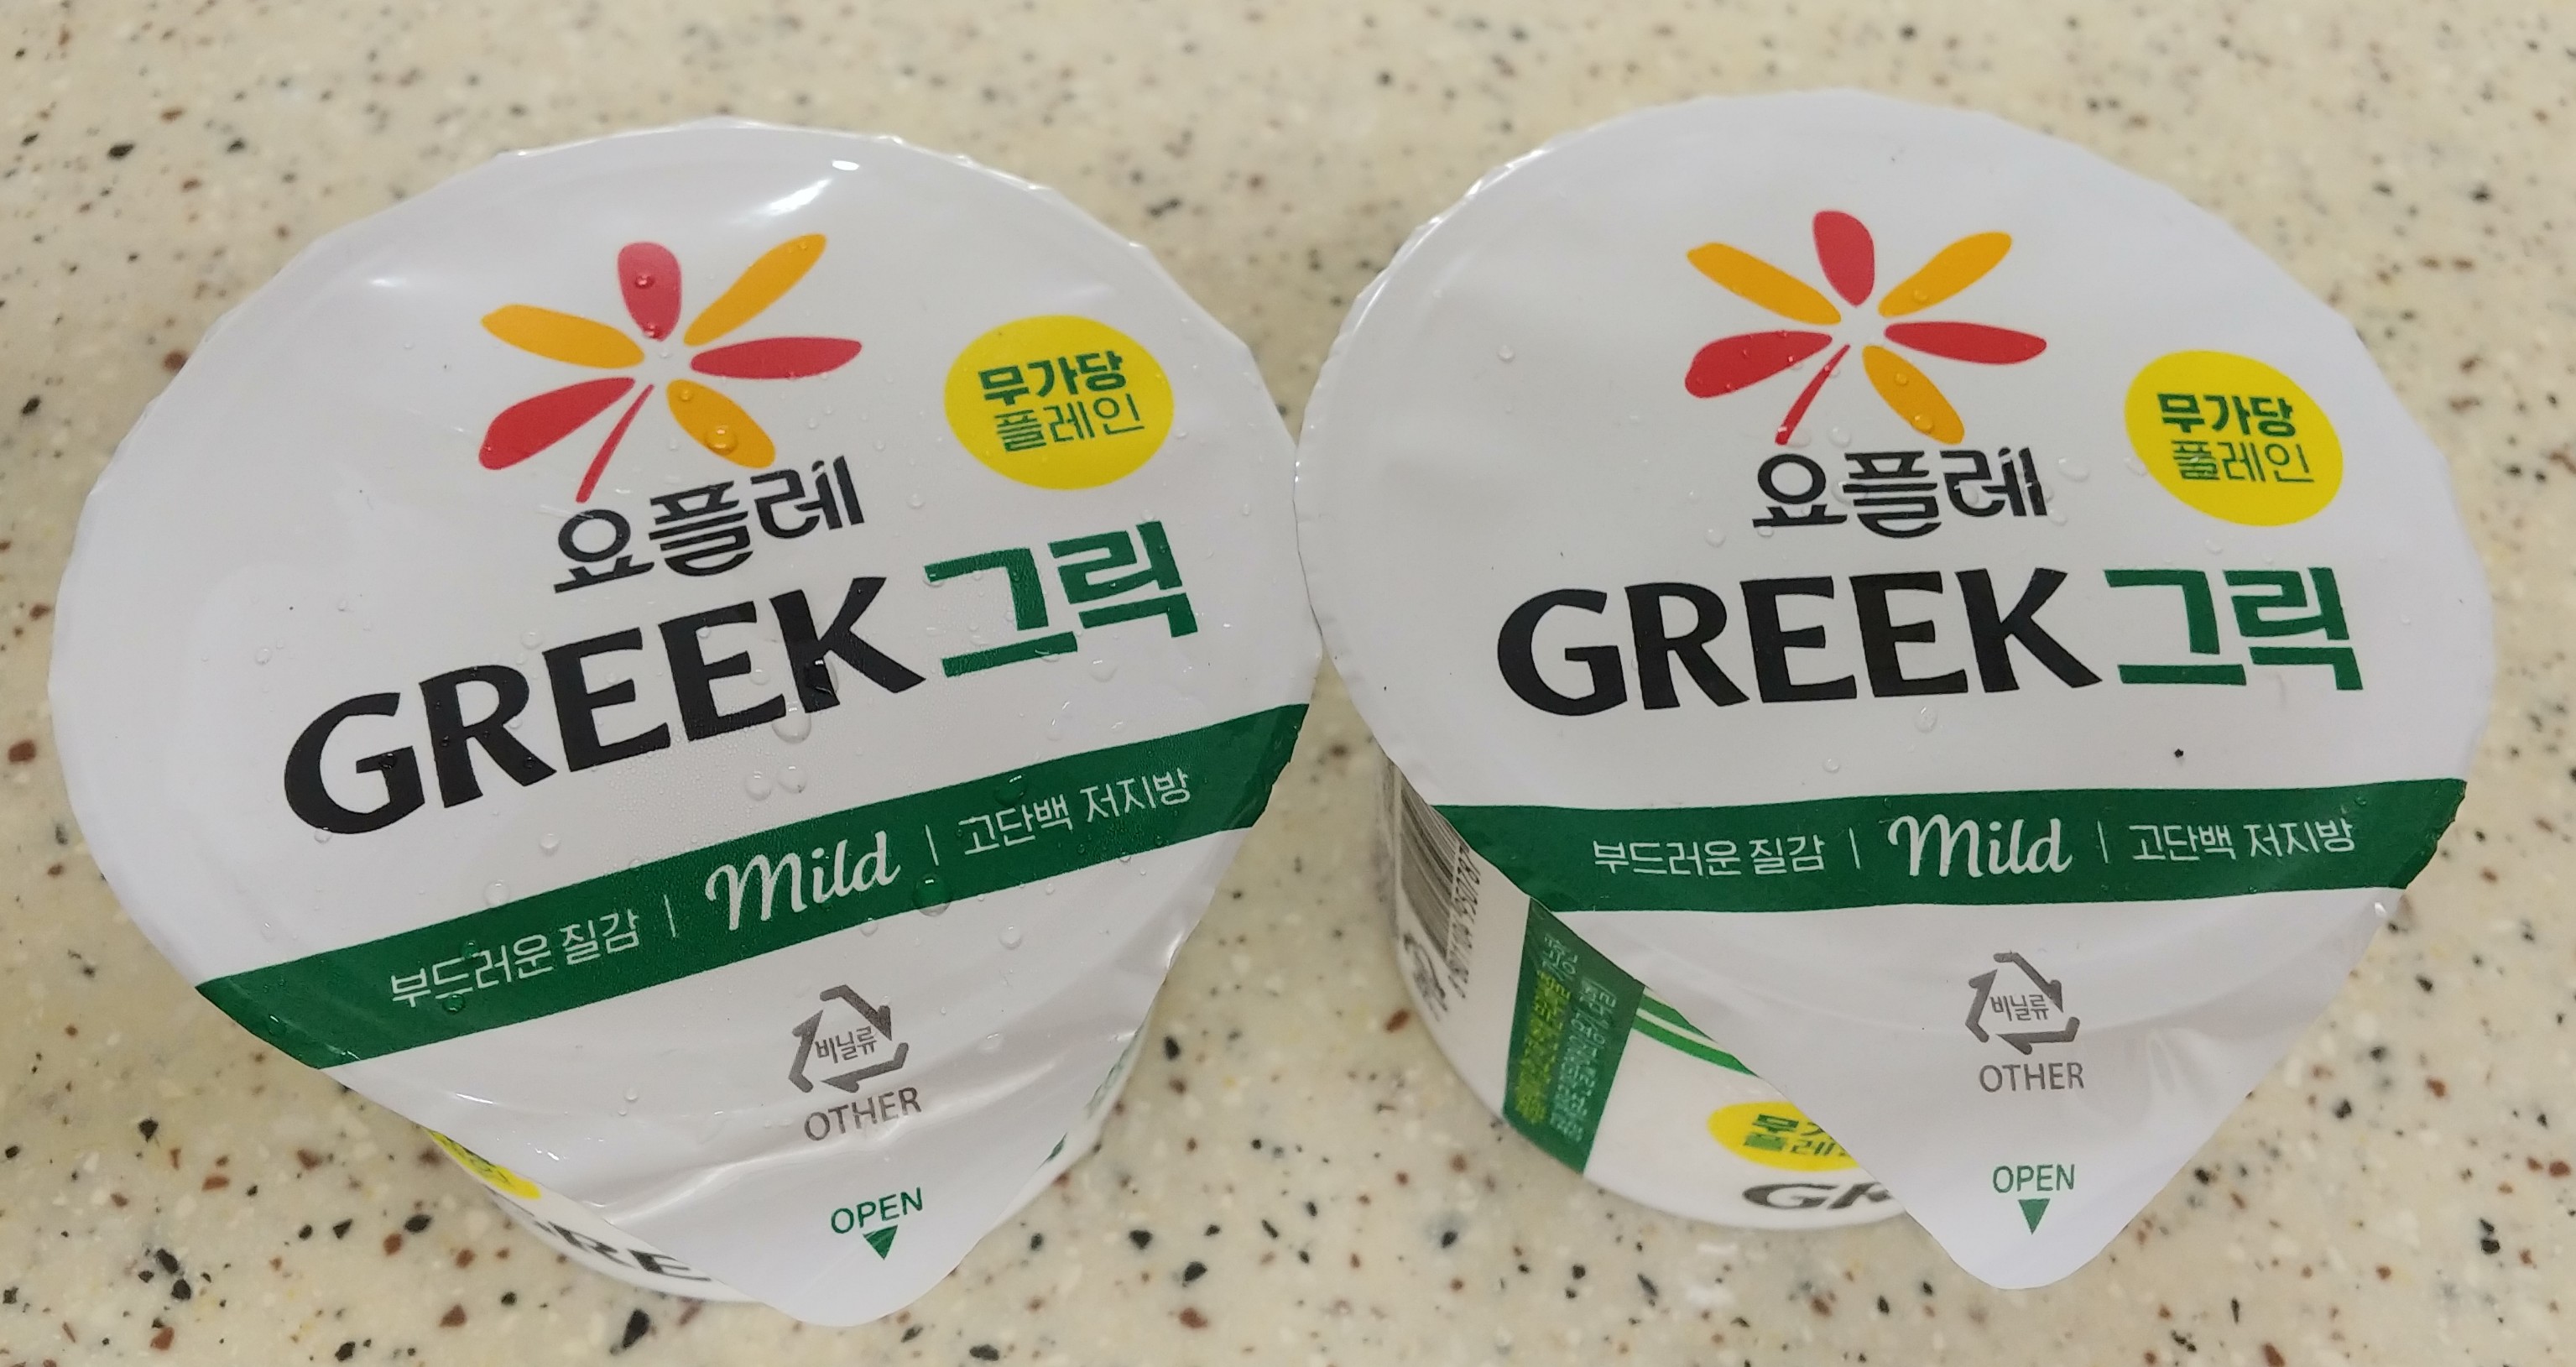 무가당
플레인
요플레
GREEK 그릭
부드러운 질감 | Mild | 고단백 저지방
비닐류
OTHER
OPEN
무가당
플레인
요플레
GREEK 그릭
부드러운 질감 | Mild | 고단백 저지방
비닐류
OTHER
OPEN